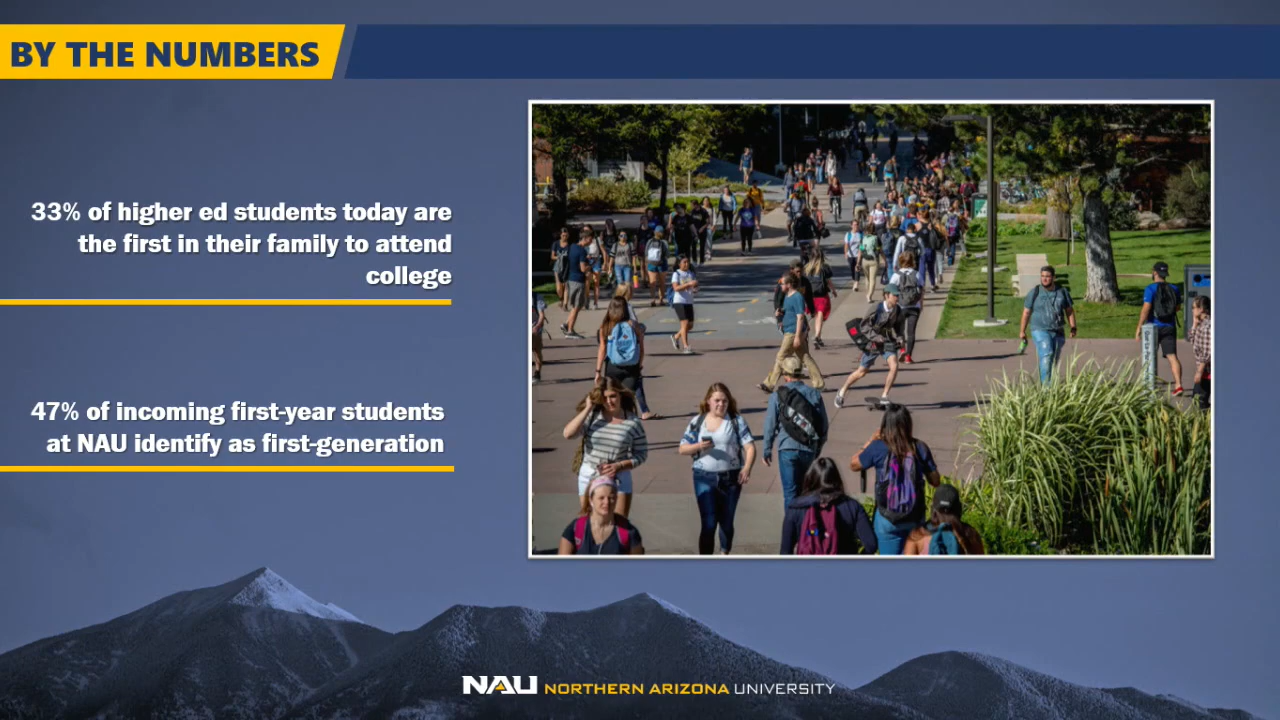 BY THE NUMBERS
33% of higher ed students today are
the first in their family to attend
college
47% of incoming first-year students
at NAU identify as first-generation
NAU NORTHERN ARIZONA UNIVERSITY